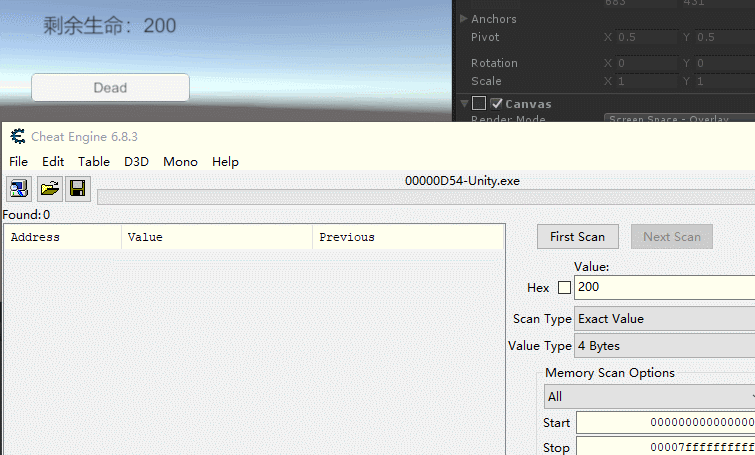 剩余生命：200
Dead
683 431
Anchors
Pivot X 0.5 Y 0.5
Rotation X 0 Y 0
Scale X 1 Y 1
Canvas
Render Mode Screen Space - Overlay
Cheat Engine 6.8.3
File Edit Table D3D Mono Help
00000D54-Unity.exe
Found:0
Address Value Previous
First Scan Next Scan
Value:
Hex 200
Scan Type Exact Value
Value Type 4 Bytes
Memory Scan Options
All
Start 0000000000000000
Stop 00007fffffffffff